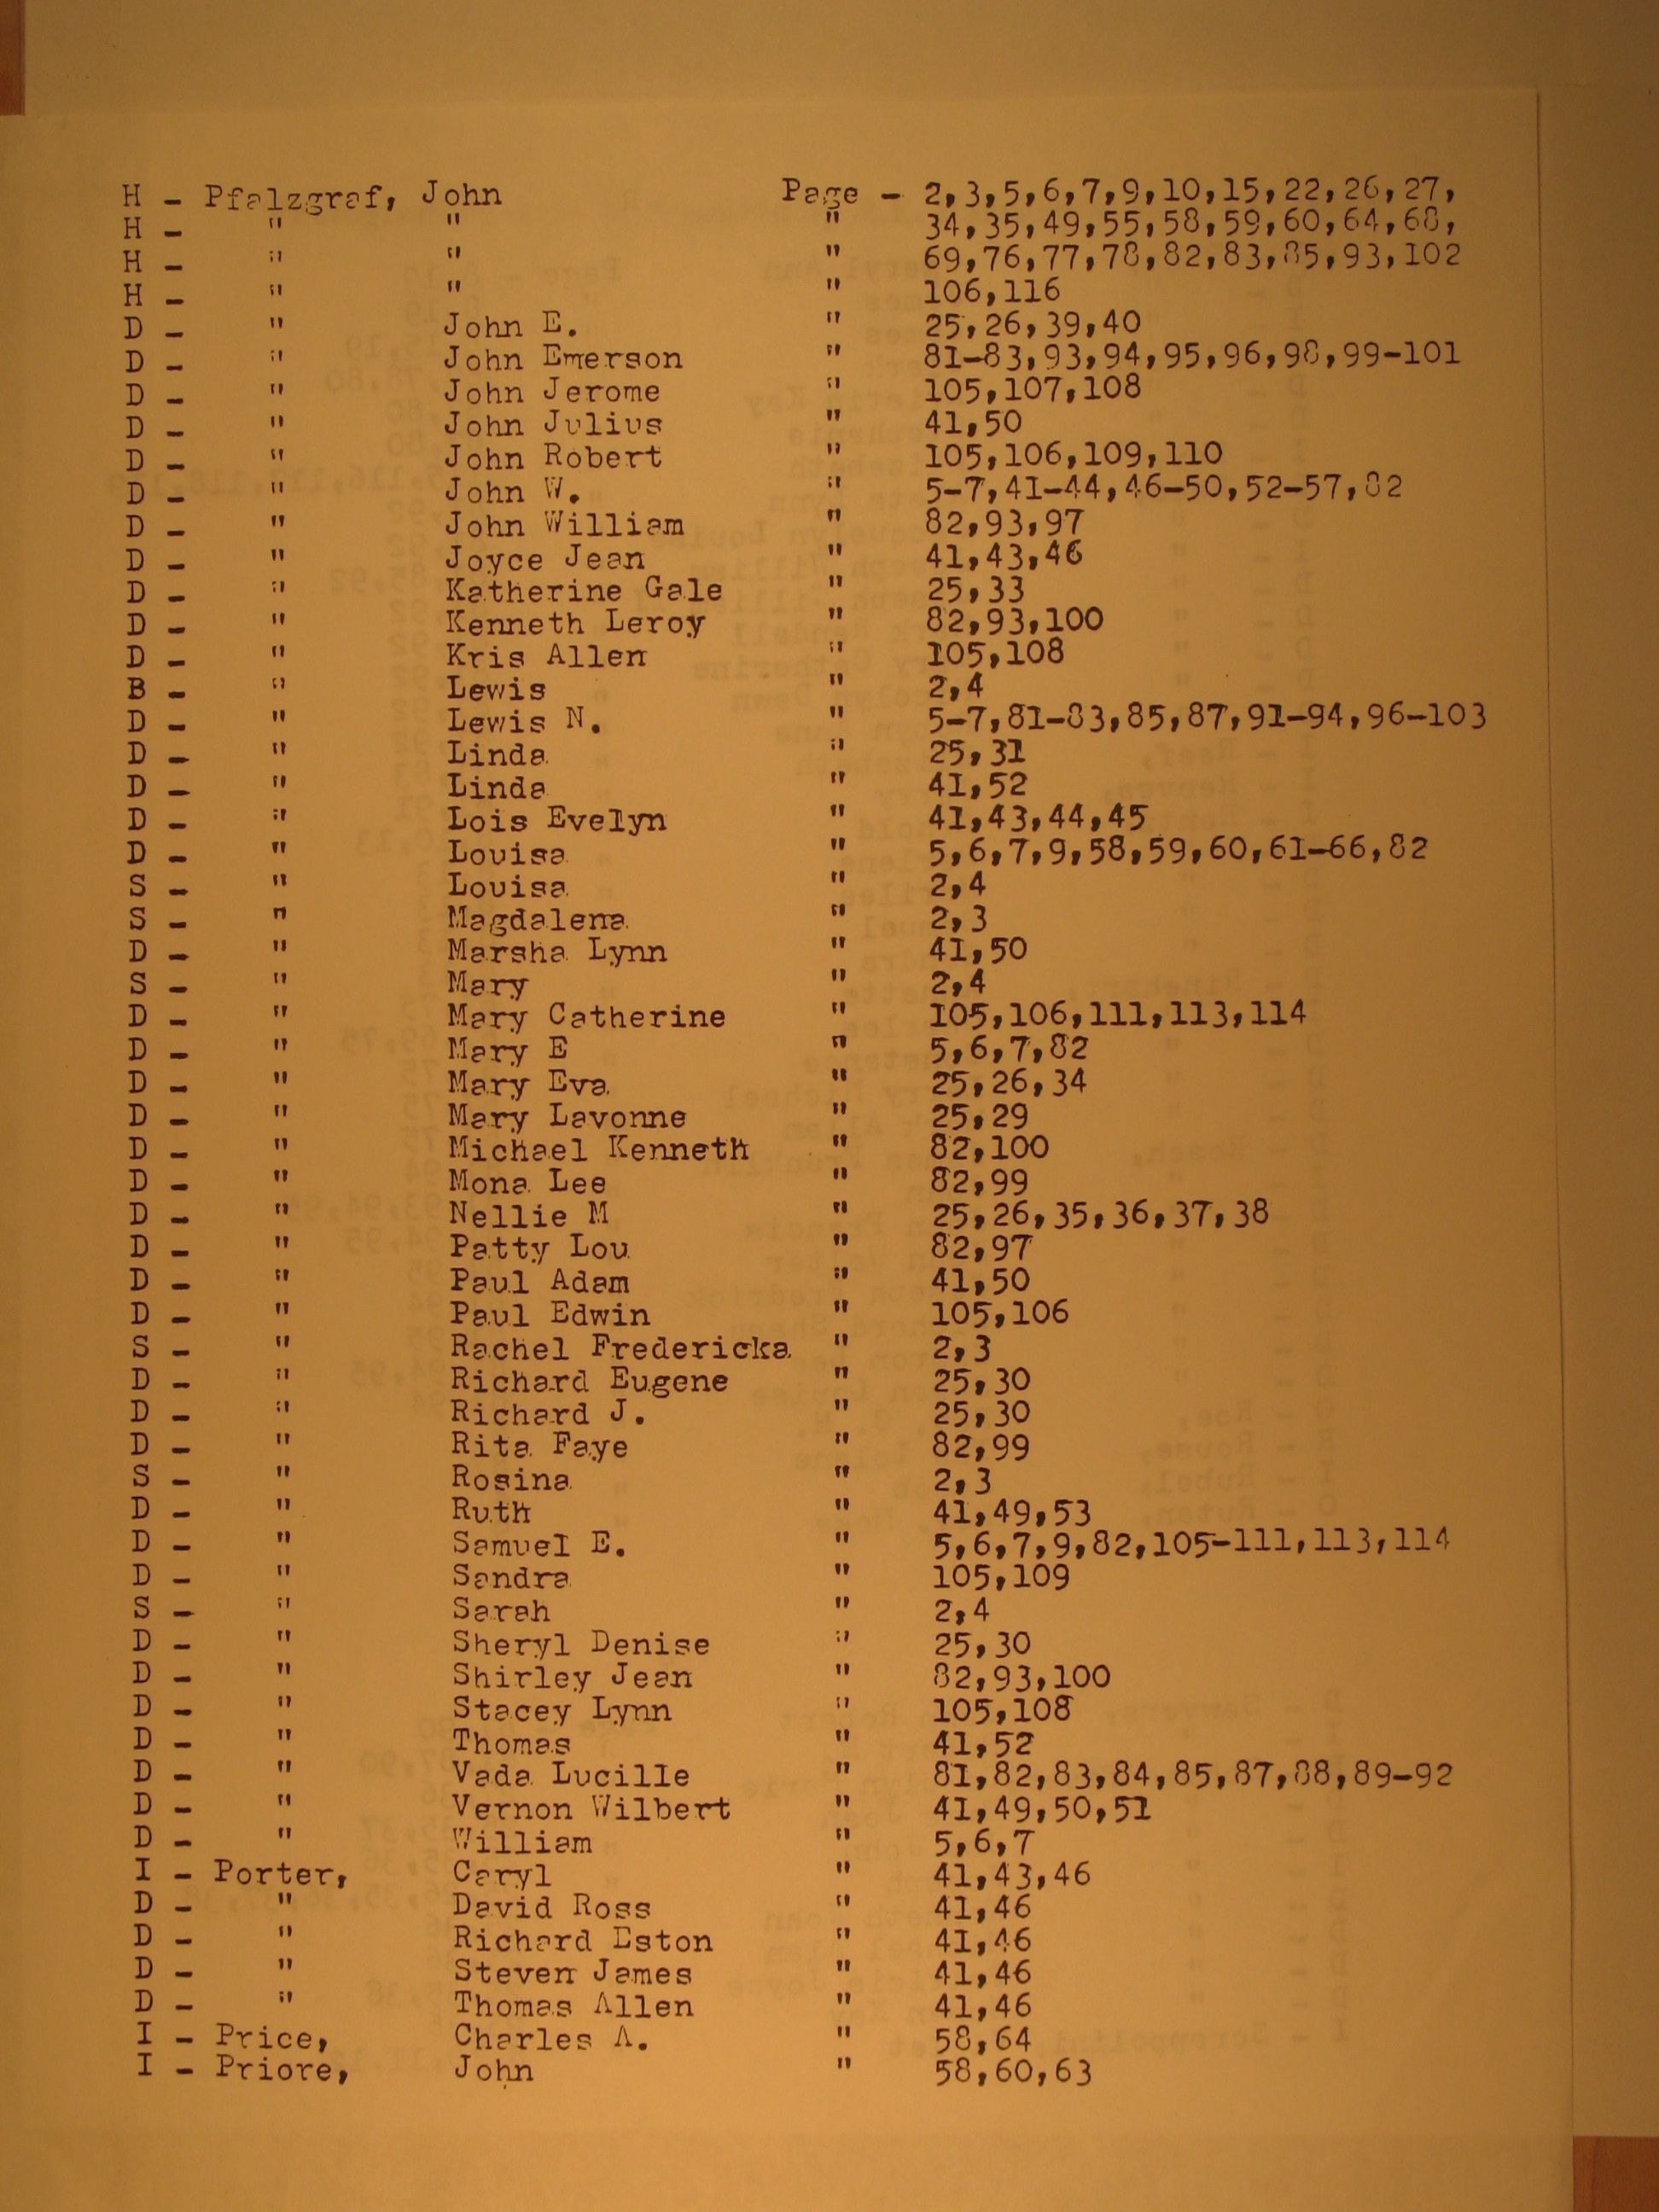 H - Pfalzgraf, John Page - 2,3,5,6,7,9,10,15,22,26,27,
H - " " " 34,35,49,55,58,59,60,64,68,
H - " " " 69,76,77,78,82,83,85,93,102
H - " " " 106,116
D - " John E. " 25,26,39,40
D - " John Emerson " 81-83,93,94,95,96,98,99-101
D - " John Jerome " 105,107,108
D - " John Julius " 41,50
D - " John Robert " 105,106,109,110
D - " John W. " 5-7,41-44,46-50,52-57,82
D - " John William " 82,93,97
D - " Joyce Jean " 41,43,46
D - " Katherine Gale " 25,33
D - " Kenneth Leroy " 82,93,100
D - " Kris Allen " 105,108
B - " Lewis " 2,4
D - " Lewis N. " 5-7,81-83,85,87,91-94,96-103
D - " Linda " 25,31
D - " Linda " 41,52
D - " Lois Evelyn " 41,43,44,45
D - " Louisa " 5,6,7,9,58,59,60,61-66,82
S - " Louisa " 2,4
S - " Magdalena " 2,3
D - " Marsha Lynn " 41,50
S - " Mary " 2,4
D - " Mary Catherine " 105,106,111,113,114
D - " Mary E " 5,6,7,82
D - " Mary Eva " 25,26,34
D - " Mary Lavonne " 25,29
D - " Michael Kenneth " 82,100
D - " Mona Lee " 82,99
D - " Nellie M " 25,26,35,36,37,38
D - " Patty Lou " 82,97
D - " Paul Adam " 41,50
D - " Paul Edwin " 105,106
S - " Rachel Fredericka " 2,3
D - " Richard Eugene " 25,30
D - " Richard J. " 25,30
D - " Rita Faye " 82,99
S - " Rosina " 2,3
D - " Ruth " 41,49,53
D - " Samuel E. " 5,6,7,9,82,105-111,113,114
D - " Sandra " 105,109
S - " Sarah " 2,4
D - " Sheryl Denise " 25,30
D - " Shirley Jean " 82,93,100
D - " Stacey Lynn " 105,108
D - " Thomas " 41,52
D - " Vada Lucille " 81,82,83,84,85,87,88,89-92
D - " Vernon Wilbert " 41,49,50,51
D - " William " 5,6,7
I - Porter, Caryl " 41,43,46
D - " David Ross " 41,46
D - " Richard Eston " 41,46
D - " Steven James " 41,46
D - " Thomas Allen " 41,46
I - Price, Charles A. " 58,64
I - Priore, John " 58,60,63